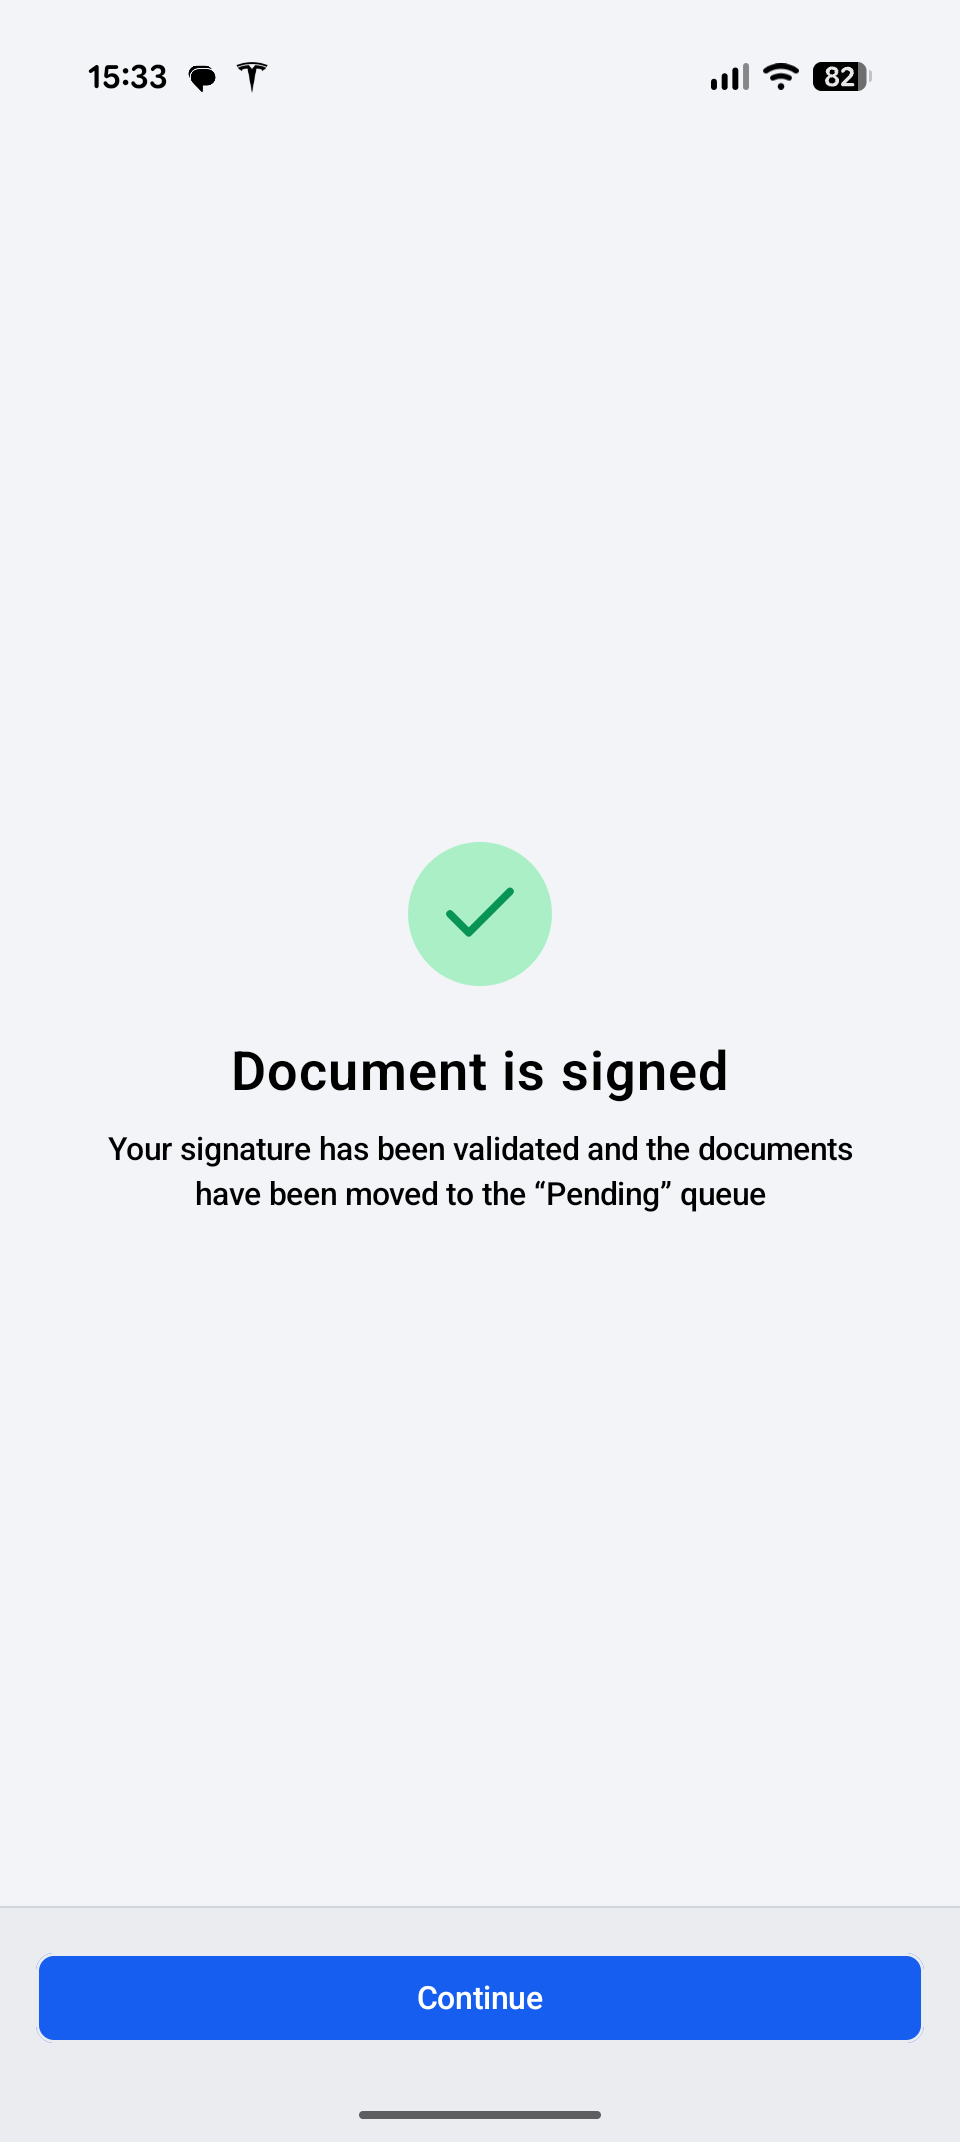 15:33
82
Document is signed
Your signature has been validated and the documents
have been moved to the “Pending” queue
Continue